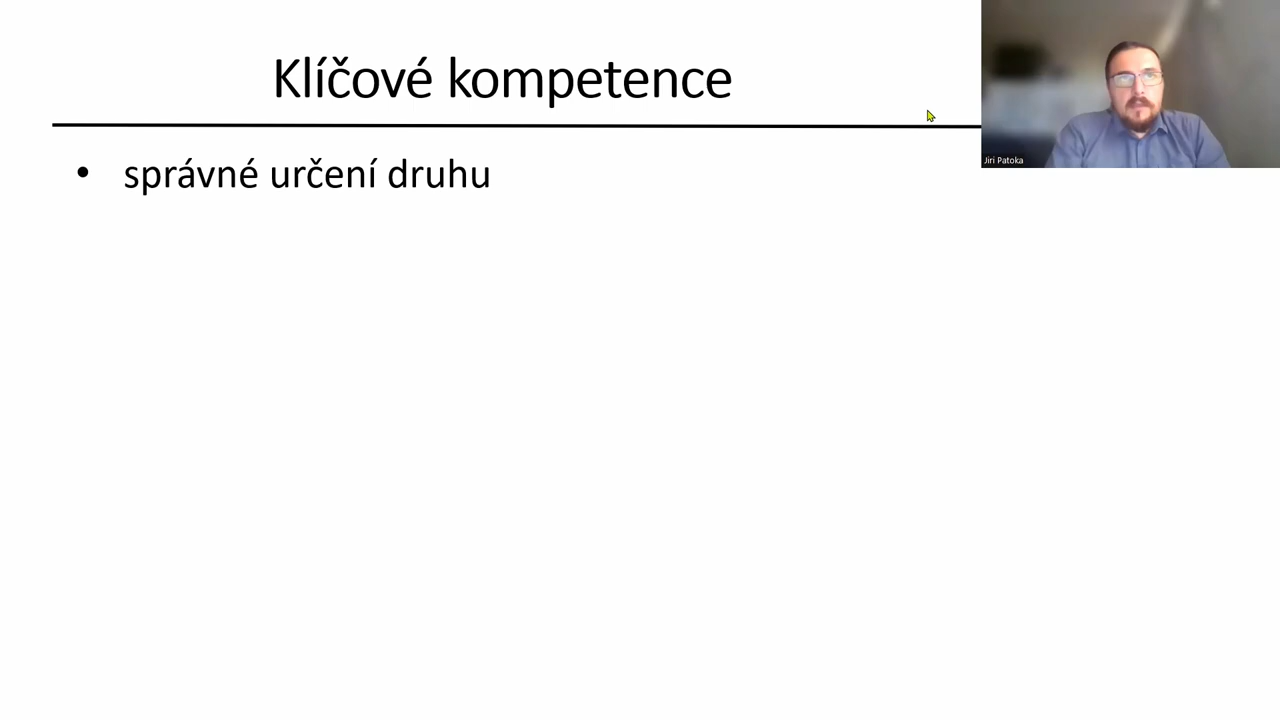 Klíčové kompetence
• správné určení druhu
Jiri Patoka